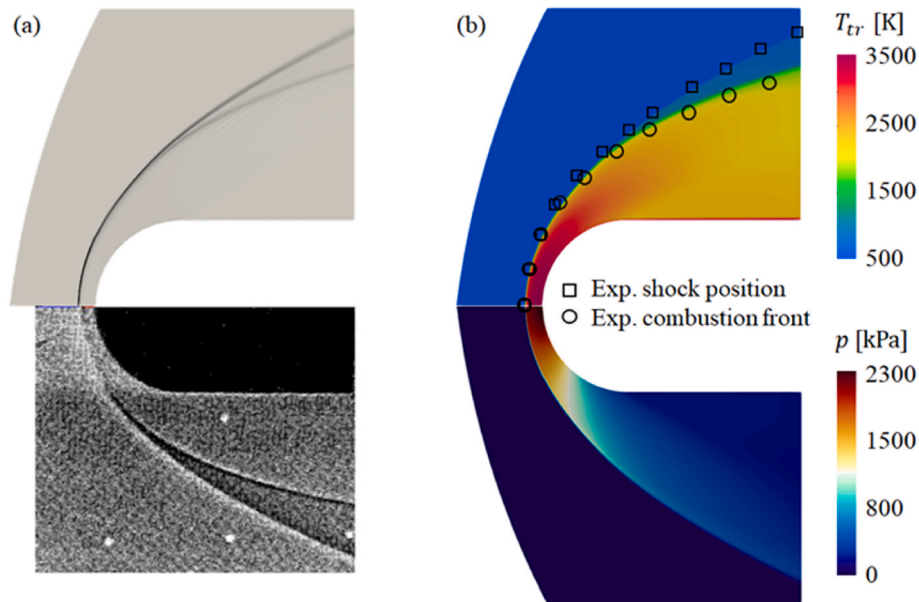 (a)
(b)
T_tr [K]
3500
2500
1500
500
Exp. shock position
Exp. combustion front
p [kPa]
2300
1500
800
0